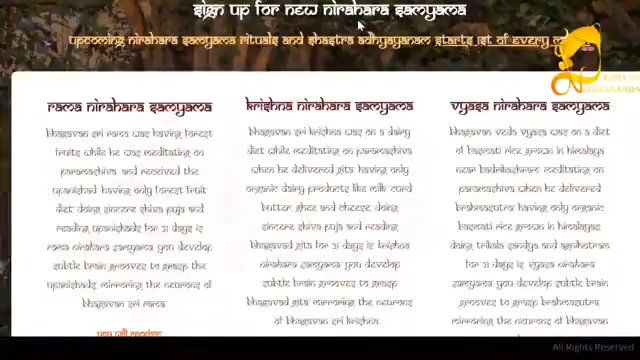 sign up for new nirahara samyama
upcoming nirahara samyama rituals and shastra adhyayanam starts 1st of every
rama nirahara samyama
bhagavan sri rama was having forest
fruits while he was meditating on
paramashiva and received the
upanishad having only forest fruit
diet doing sincere shiva puja and
reading upanishads for 21 days is
rama nirahara samyama you develop
subtle brain grooves to grasp the
upanishads mirroring the neurons of
bhagavan sri rama
you will receive
krishna nirahara samyama
bhagavan sri krishna was on a dairy
diet while meditating on paramashiva
when he delivered gita having only
organic dairy products like milk curd
butter, ghee and cheese, doing
sincere shiva puja and reading
bhagavad gita for 21 days is krishna
nirahara samyama you develop
subtle brain grooves to grasp
bhagavad gita mirroring the neurons
of bhagavan sri krishna.
vyasa nirahara samyama
bhagavan veda vyasa was on a diet
of basmati rice grown in himalaya
near badrikashram meditating on
paramashiva when he delivered
brahmasutra; having only organic
basmati rice grown in himalayas,
doing trikala sandya and agnihotram
for 21 days is vyasa nirahara
samyama you develop subtle brain
grooves to grasp brahmasutra
mirroring the neurons of bhagavan
NITHYANANDA
All Rights Reserved